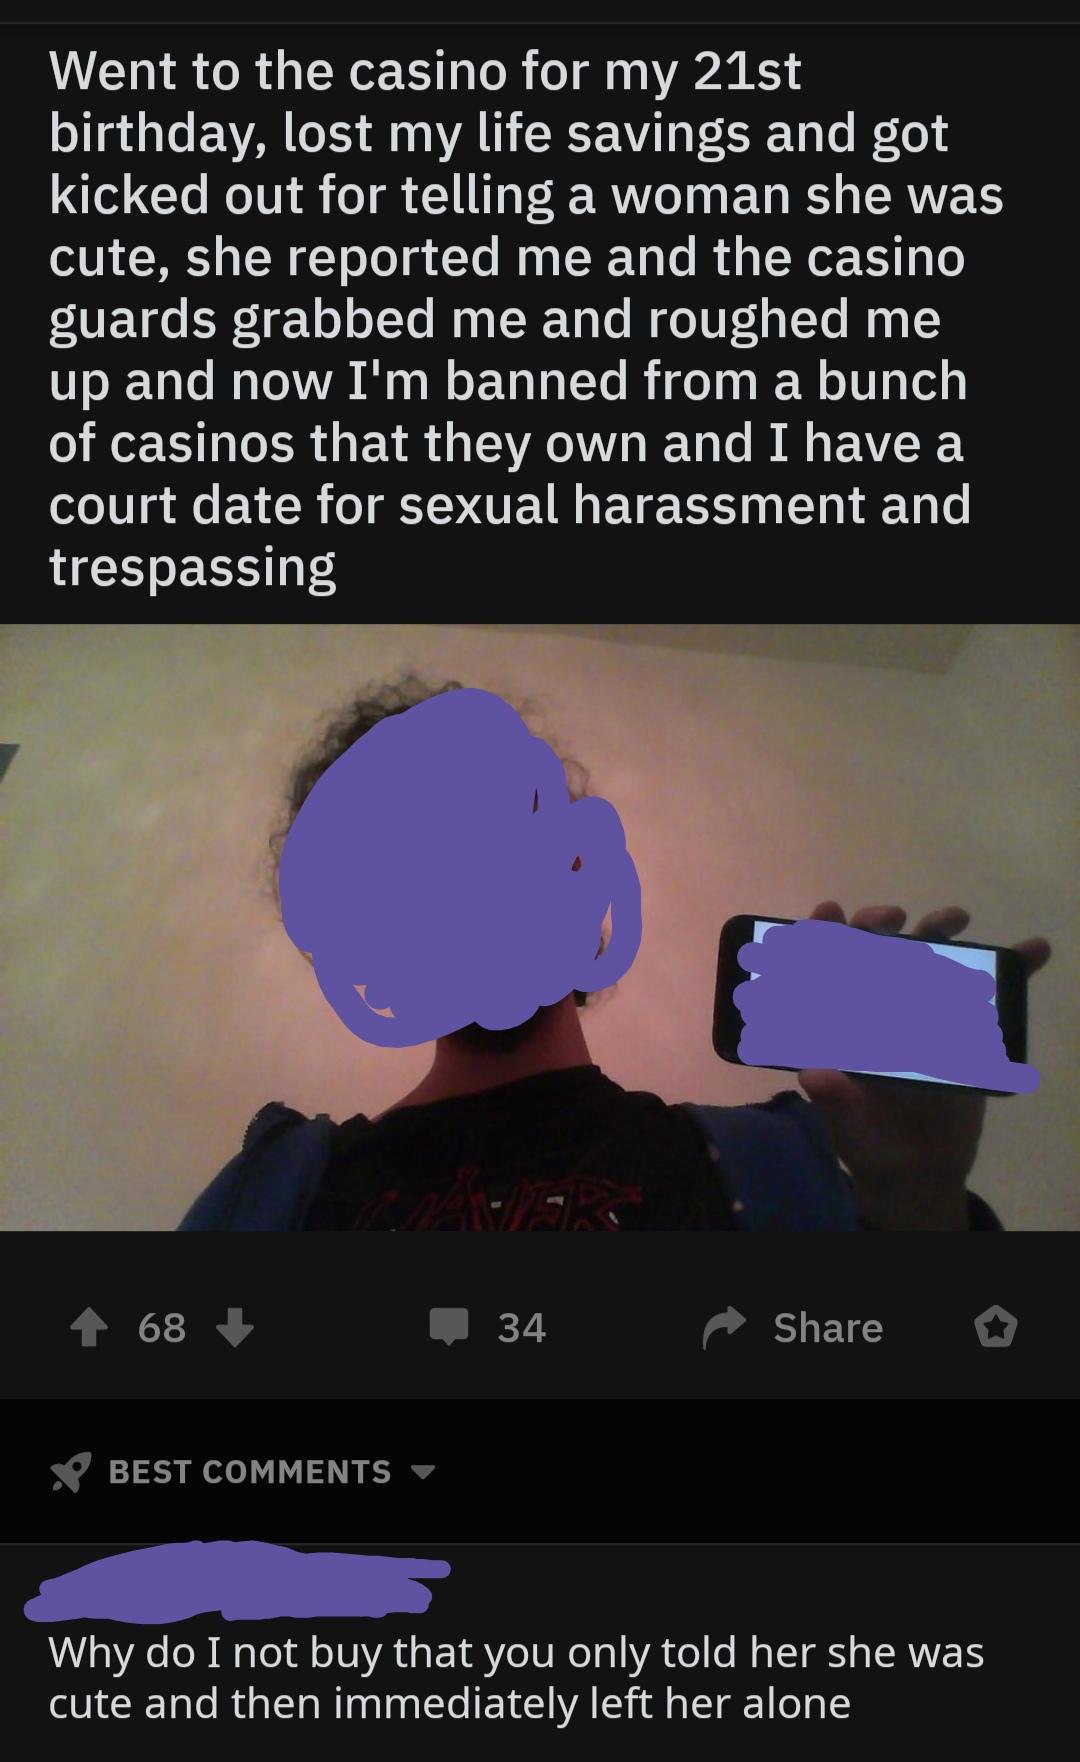 Went to the casino for my 21st
birthday, lost my life savings and got
kicked out for telling a woman she was
cute, she reported me and the casino
guards grabbed me and roughed me
up and now I'm banned from a bunch
of casinos that they own and I have a
court date for sexual harassment and
trespassing
SLAYER
68
34
Share
BEST COMMENTS
Why do I not buy that you only told her she was
cute and then immediately left her alone